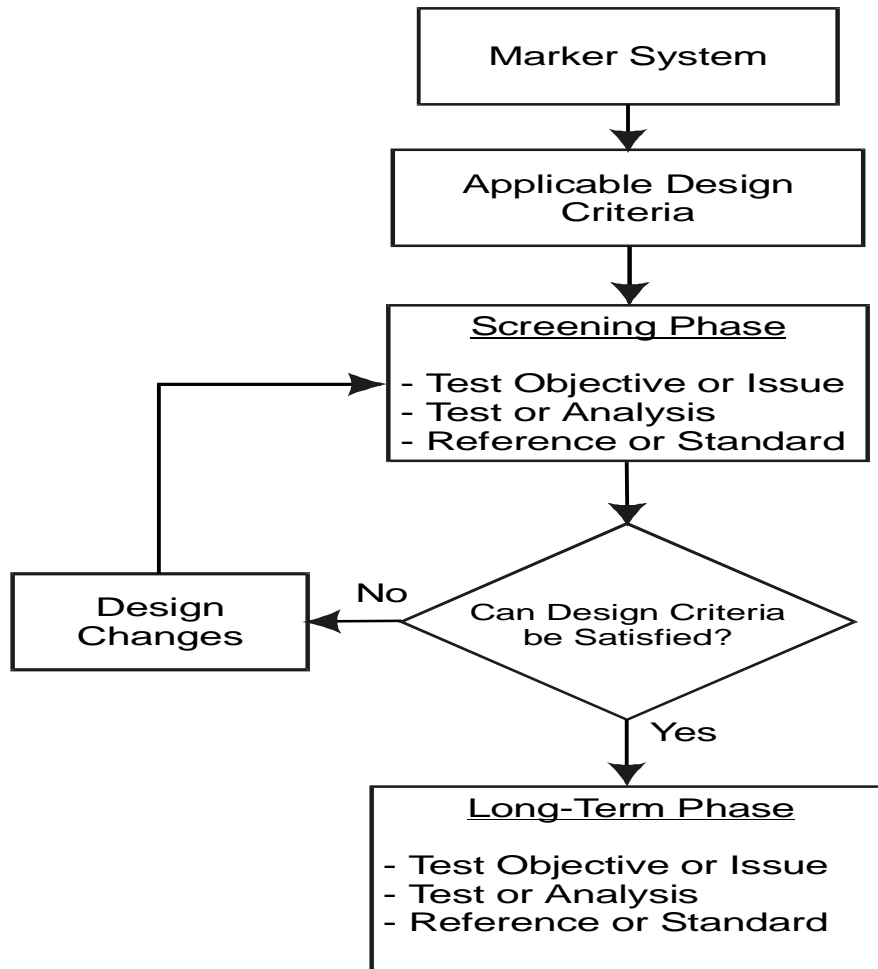 Marker System
Applicable Design
Criteria
Screening Phase
- Test Objective or Issue
- Test or Analysis
- Reference or Standard
No
Design
Changes
Can Design Criteria
be Satisfied?
Yes
Long-Term Phase
- Test Objective or Issue
- Test or Analysis
- Reference or Standard